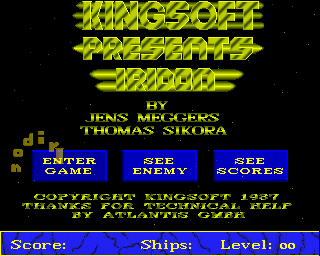 KINGSOFT
PRESENTS
IRIDON
BY
JENS MEGGERS
THOMAS SIKORA
ENTER GAME
SEE ENEMY
SEE SCORES
COPYRIGHT KINGSOFT 1987
THANKS FOR TECHNICAL HELP
BY ATLANTIS GMBH
Score: Ships: Level: 00